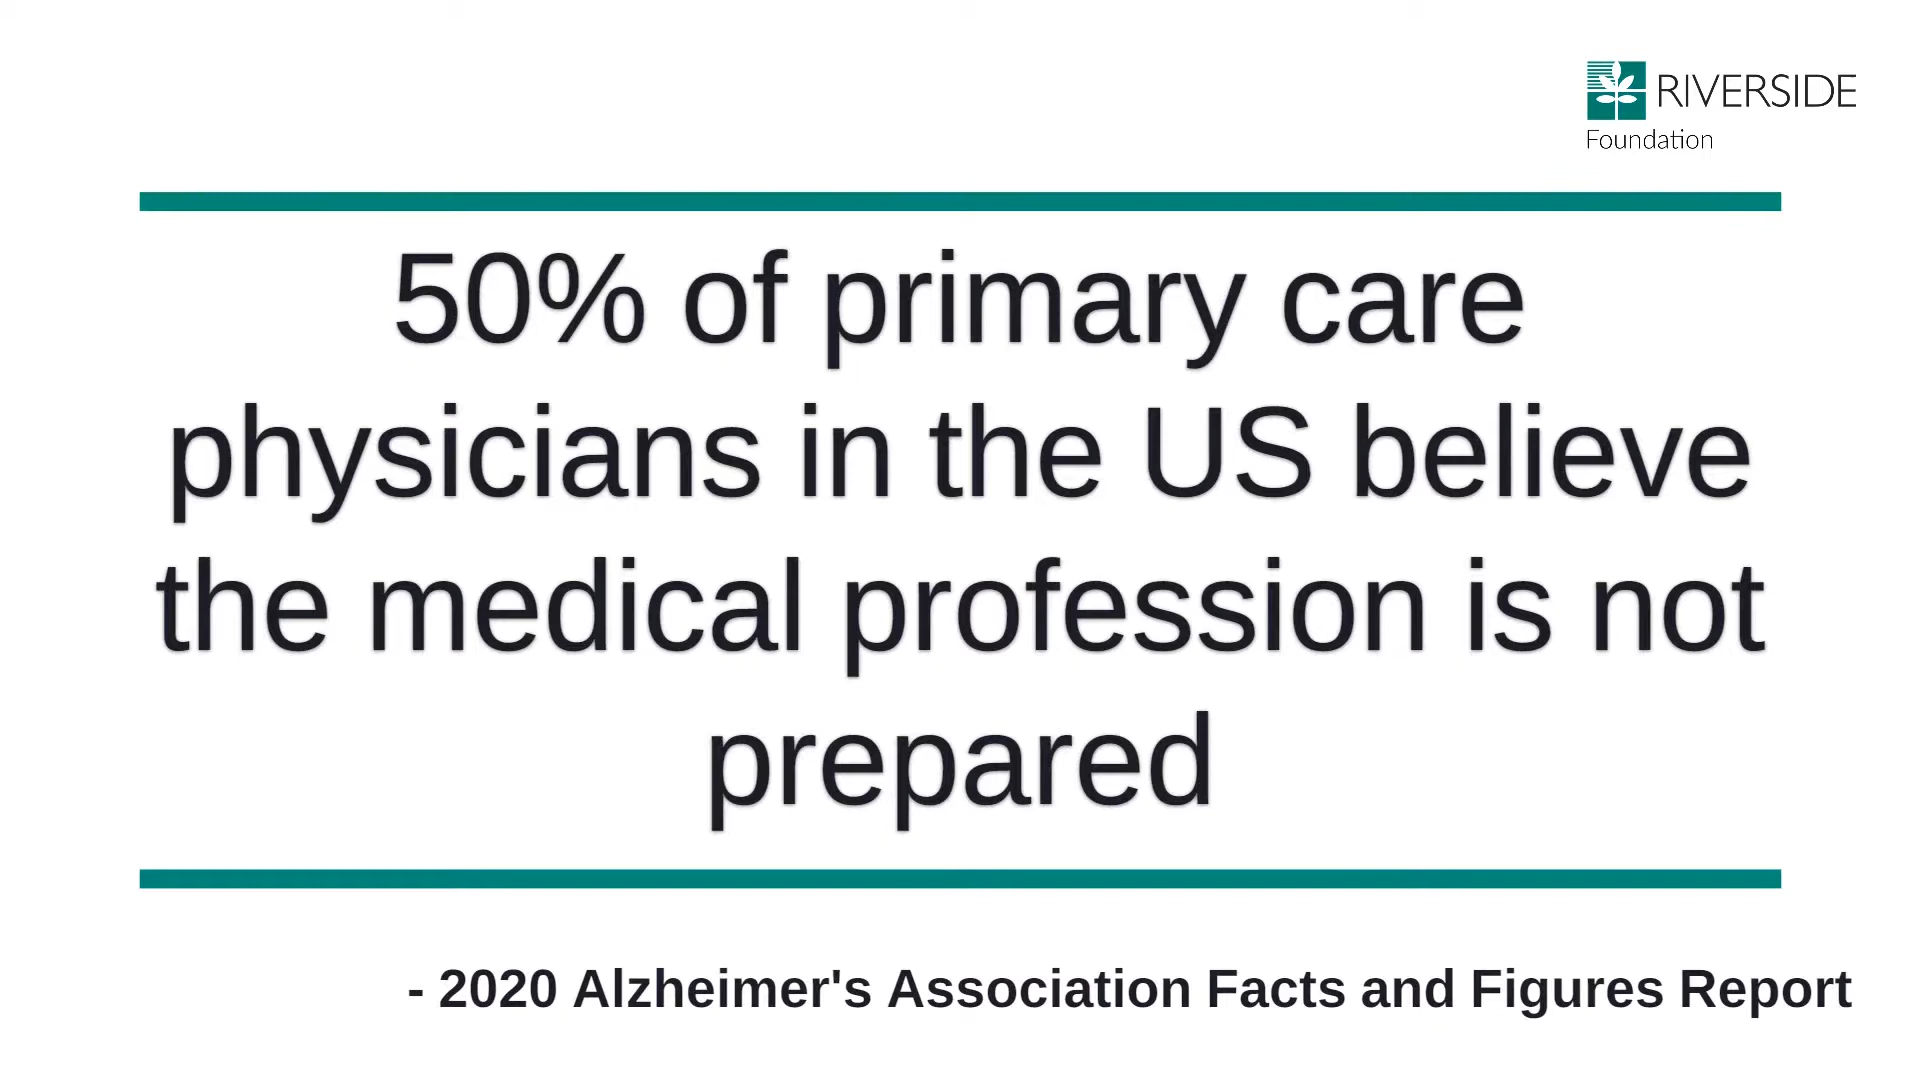 RIVERSIDE
Foundation
50% of primary care
physicians in the US believe
the medical profession is not
prepared
- 2020 Alzheimer's Association Facts and Figures Report